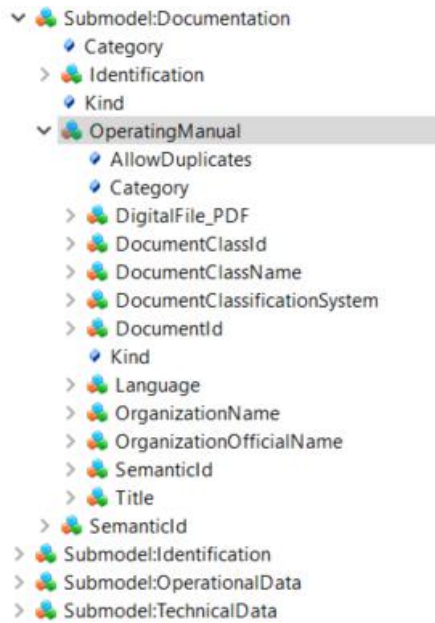 Submodel:Documentation
Category
Identification
Kind
OperatingManual
AllowDuplicates
Category
DigitalFile_PDF
DocumentClassId
DocumentClassName
DocumentClassificationSystem
DocumentId
Kind
Language
OrganizationName
OrganizationOfficialName
SemanticId
Title
SemanticId
Submodel:Identification
Submodel:OperationalData
Submodel:TechnicalData